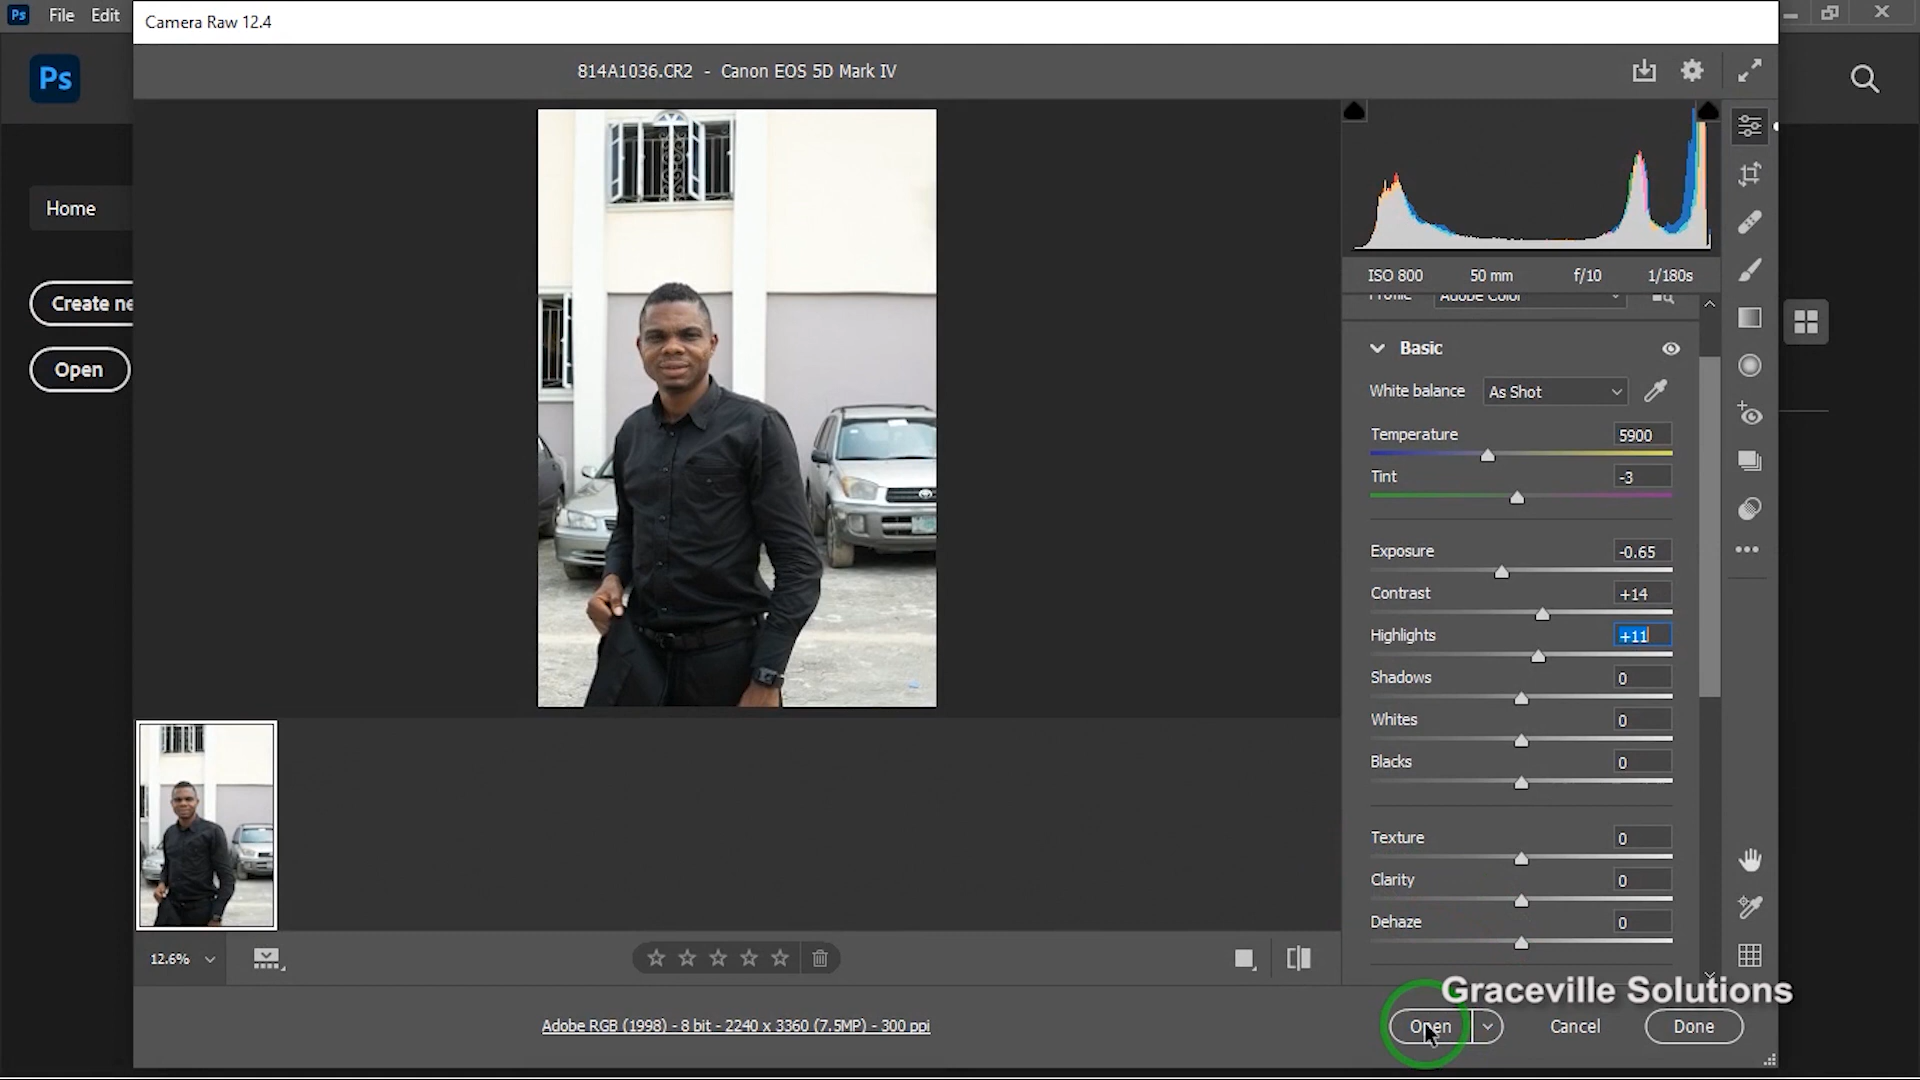 Ps File Edit
Camera Raw 12.4
Ps
814A1036.CR2 - Canon EOS 5D Mark IV
Home
Create ne
Open
ISO 800 50 mm f/10 1/180s
Profile Adobe Color
Basic
White balance As Shot
Temperature 5900
Tint -3
Exposure -0.65
Contrast +14
Highlights +11
Shadows 0
Whites 0
Blacks 0
Texture 0
Clarity 0
Dehaze 0
12.6%
Graceville Solutions
Adobe RGB (1998) - 8 bit - 2240 x 3360 (7.5MP) - 300 ppi
Open Cancel Done